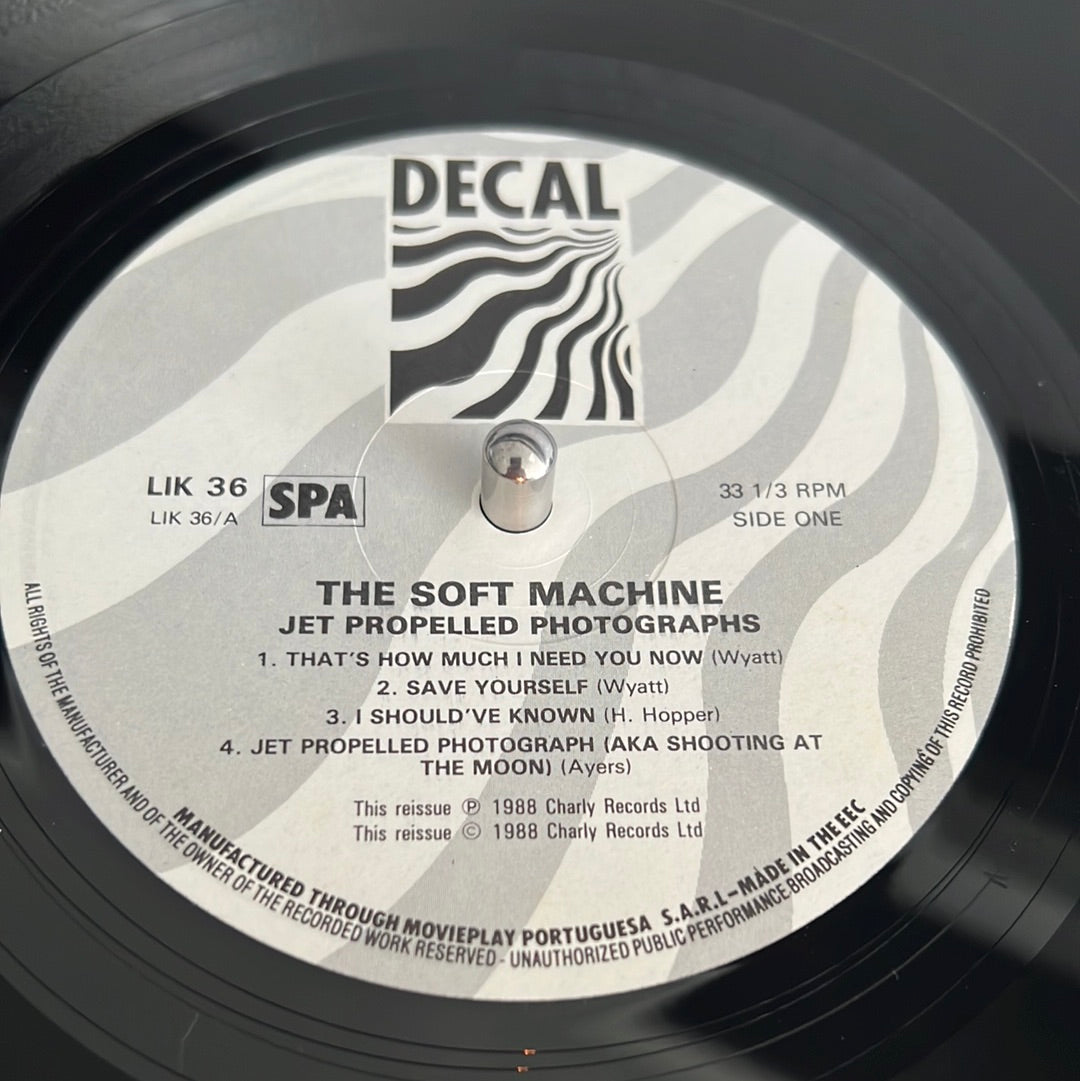 DECAL
LIK 36
LIK 36/A
SPA
33 1/3 RPM
SIDE ONE
THE SOFT MACHINE
JET PROPELLED PHOTOGRAPHS
1. THAT'S HOW MUCH I NEED YOU NOW (Wyatt)
2. SAVE YOURSELF (Wyatt)
3. I SHOULD'VE KNOWN (H. Hopper)
4. JET PROPELLED PHOTOGRAPH (AKA SHOOTING AT
THE MOON) (Ayers)
This reissue ℗ 1988 Charly Records Ltd
This reissue © 1988 Charly Records Ltd
MANUFACTURED THROUGH MOVIEPLAY PORTUGUESA S.A.R.L-MADE IN THE EEC
ALL RIGHTS OF THE MANUFACTURER AND OF THE OWNER OF THE RECORDED WORK RESERVED - UNAUTHORIZED PUBLIC PERFORMANCE BROADCASTING AND COPYING OF THIS RECORD PROHIBITED